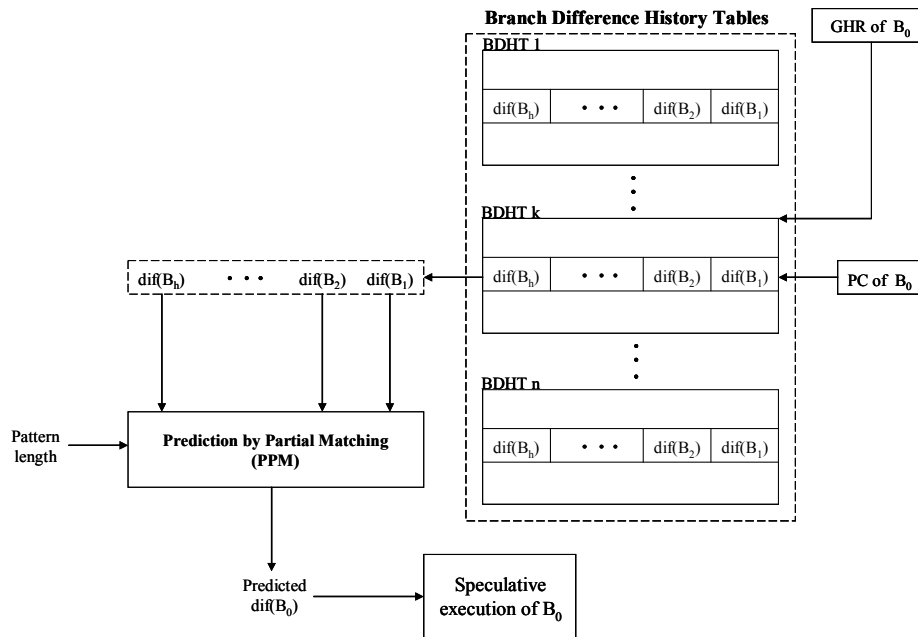 Branch Difference History Tables
GHR of B0
BDHT 1
dif(Bh) • • • dif(B2) dif(B1)
BDHT k
dif(Bh) • • • dif(B2) dif(B1)
PC of B0
dif(Bh) • • • dif(B2) dif(B1)
BDHT n
dif(Bh) • • • dif(B2) dif(B1)
Pattern
length
Prediction by Partial Matching
(PPM)
Predicted
dif(B0)
Speculative
execution of B0